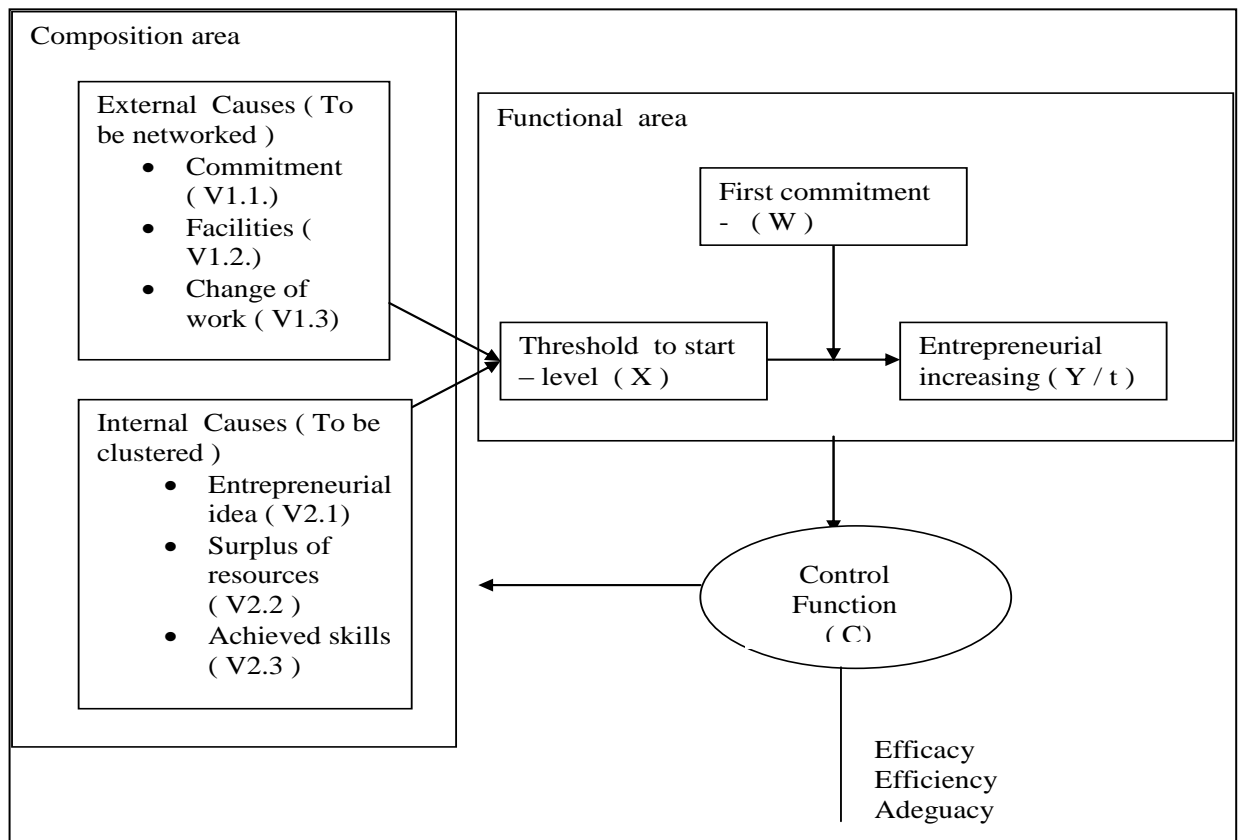 Composition area
External Causes ( To
be networked )
• Commitment
( V1.1.)
• Facilities (
V1.2.)
• Change of
work ( V1.3)
Internal Causes ( To be
clustered )
• Entrepreneurial
idea ( V2.1)
• Surplus of
resources
( V2.2 )
• Achieved skills
( V2.3 )
Functional area
First commitment
- ( W )
Threshold to start
– level ( X )
Entrepreneurial
increasing ( Y / t )
Control
Function
( C)
Efficacy
Efficiency
Adeguacy